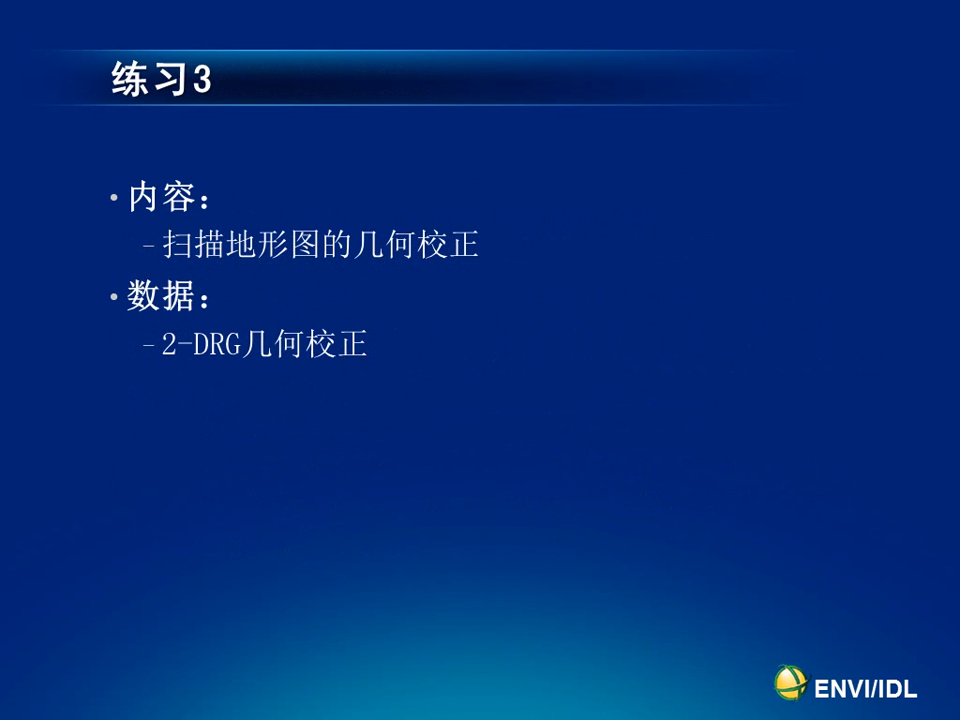 练习3
• 内容：
– 扫描地形图的几何校正
• 数据：
– 2-DRG几何校正
ENVI/IDL